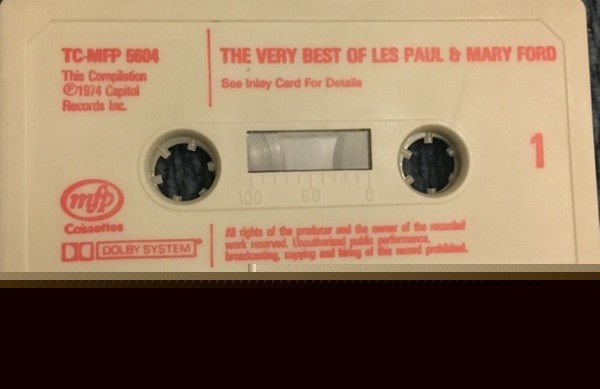 TC-MFP 5604
This Compilation
Ⓟ1974 Capitol
Records Inc.
THE VERY BEST OF LES PAUL & MARY FORD
See Inlay Card For Details
1
100 50 0
mfp
Cassettes
DOLBY SYSTEM
All rights of the producer and the owner of the recorded
work reserved. Unauthorised public performance,
broadcasting, copying and hiring of this record prohibited.